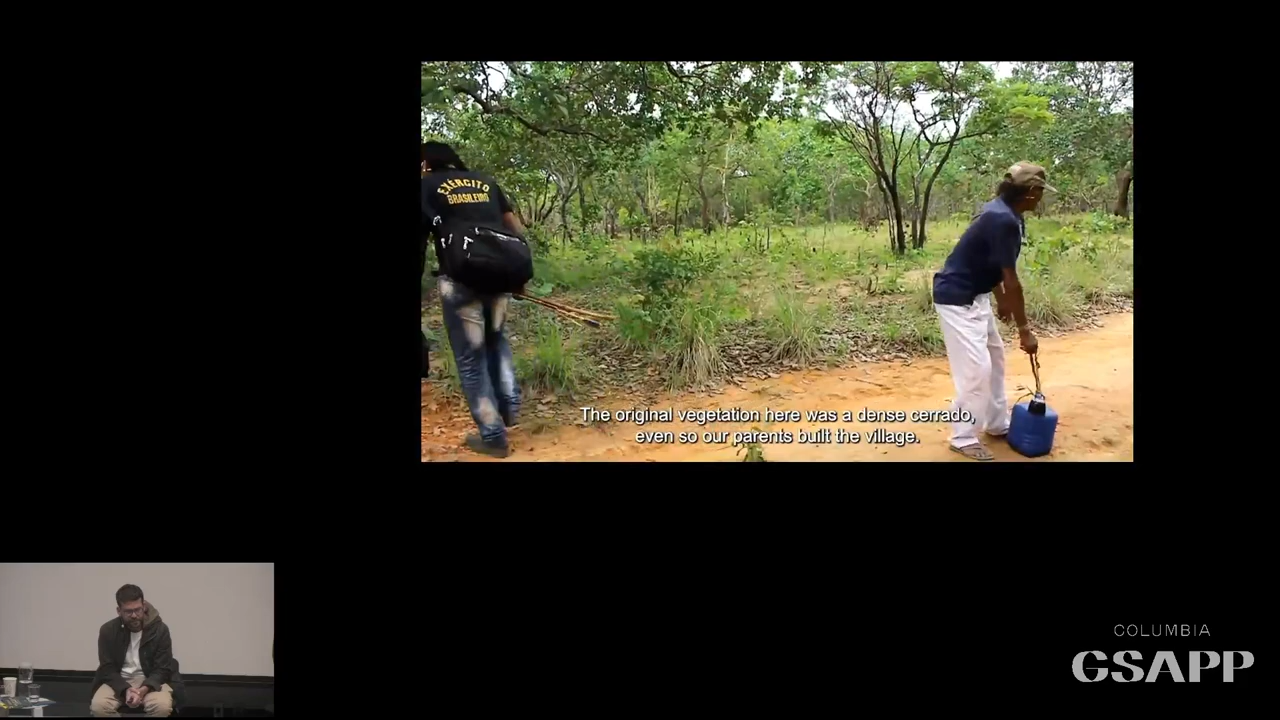 EXÉRCITO
BRASILEIRO
The original vegetation here was a dense cerrado,
even so our parents built the village.
COLUMBIA
GSAPP